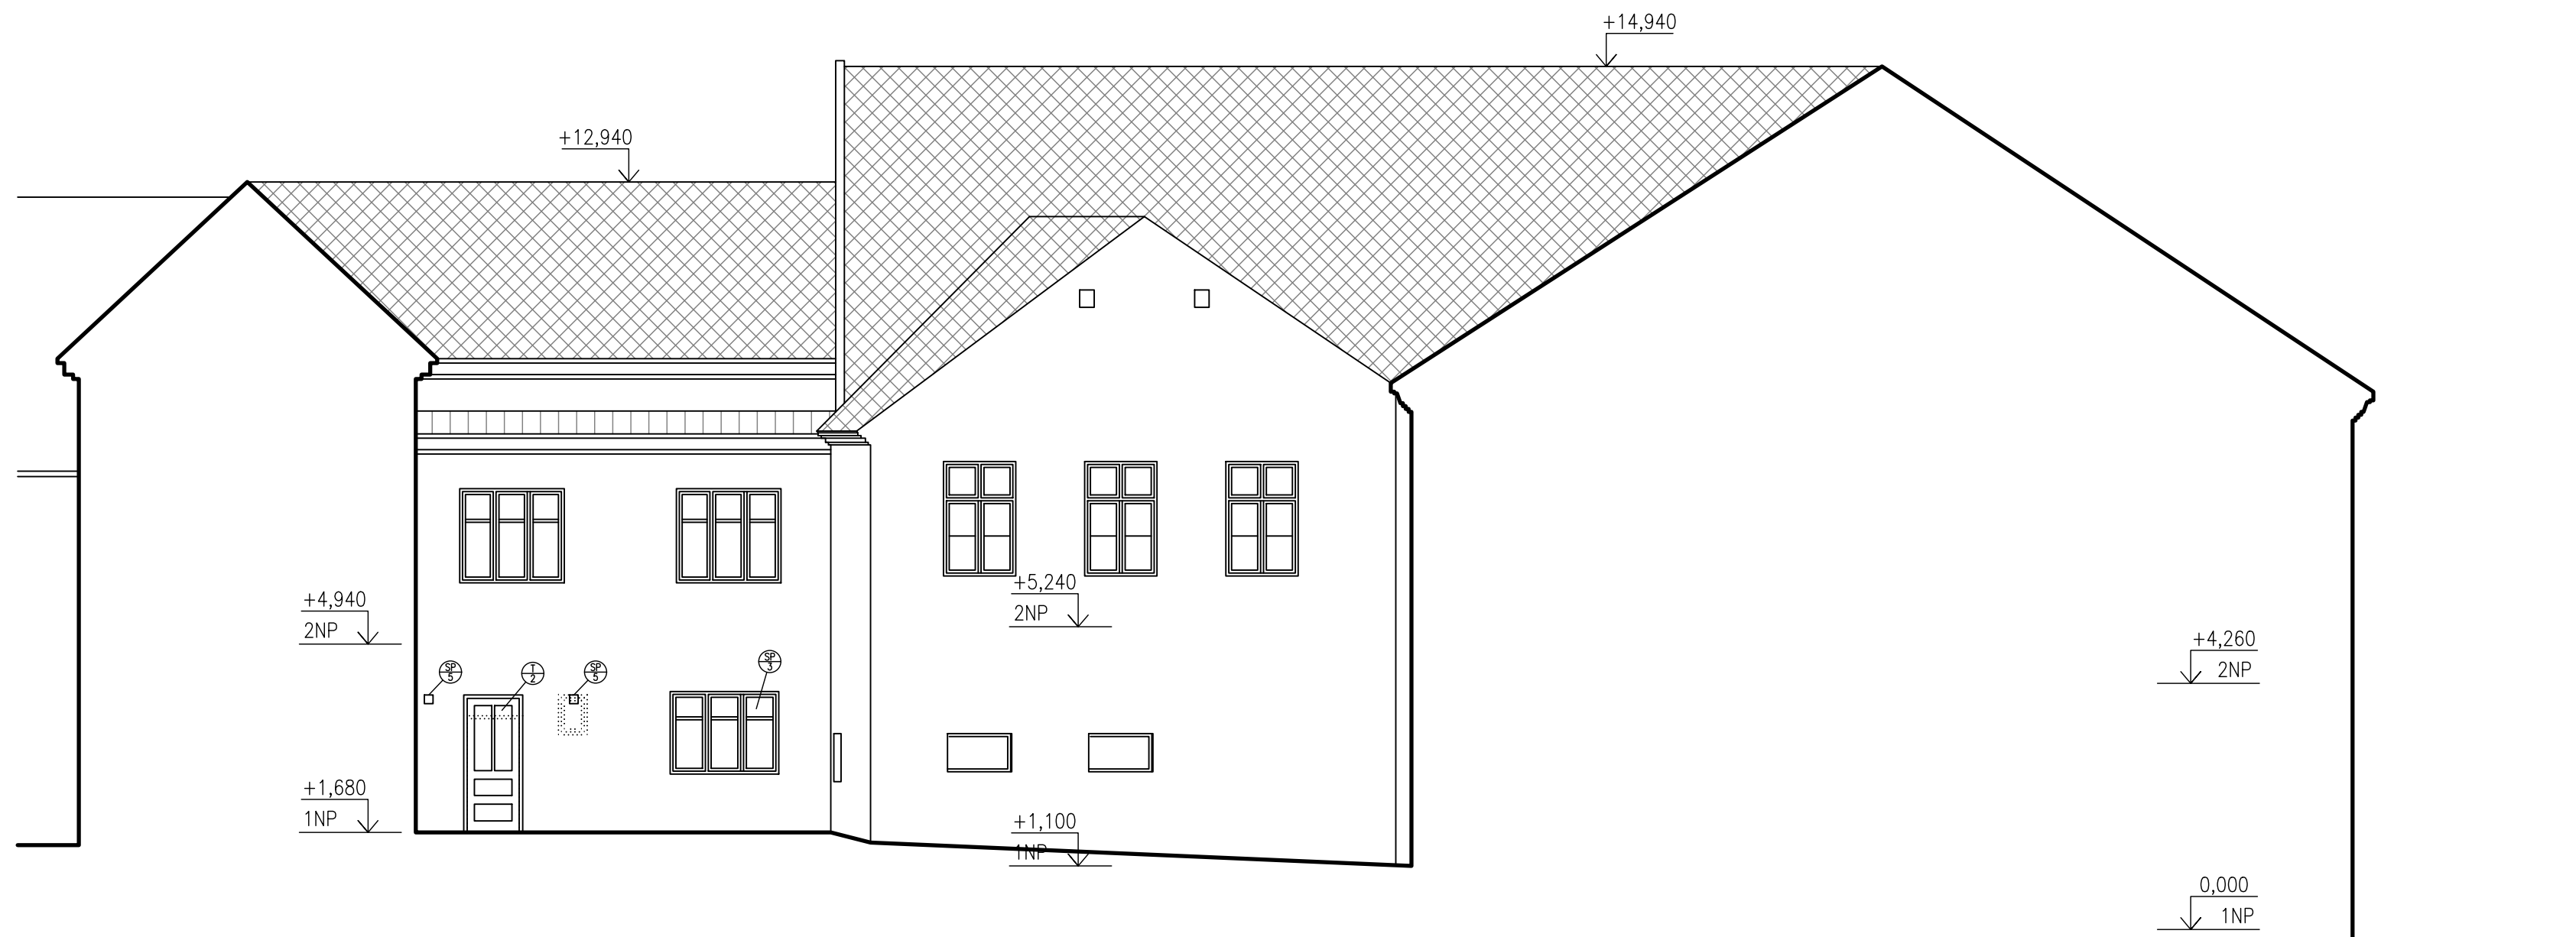 +14,940
+12,940
+5,240
2NP
+4,940
2NP
+4,260
2NP
SP
5
T
2
SP
5
SP
3
+1,680
1NP
+1,100
1NP
0,000
1NP